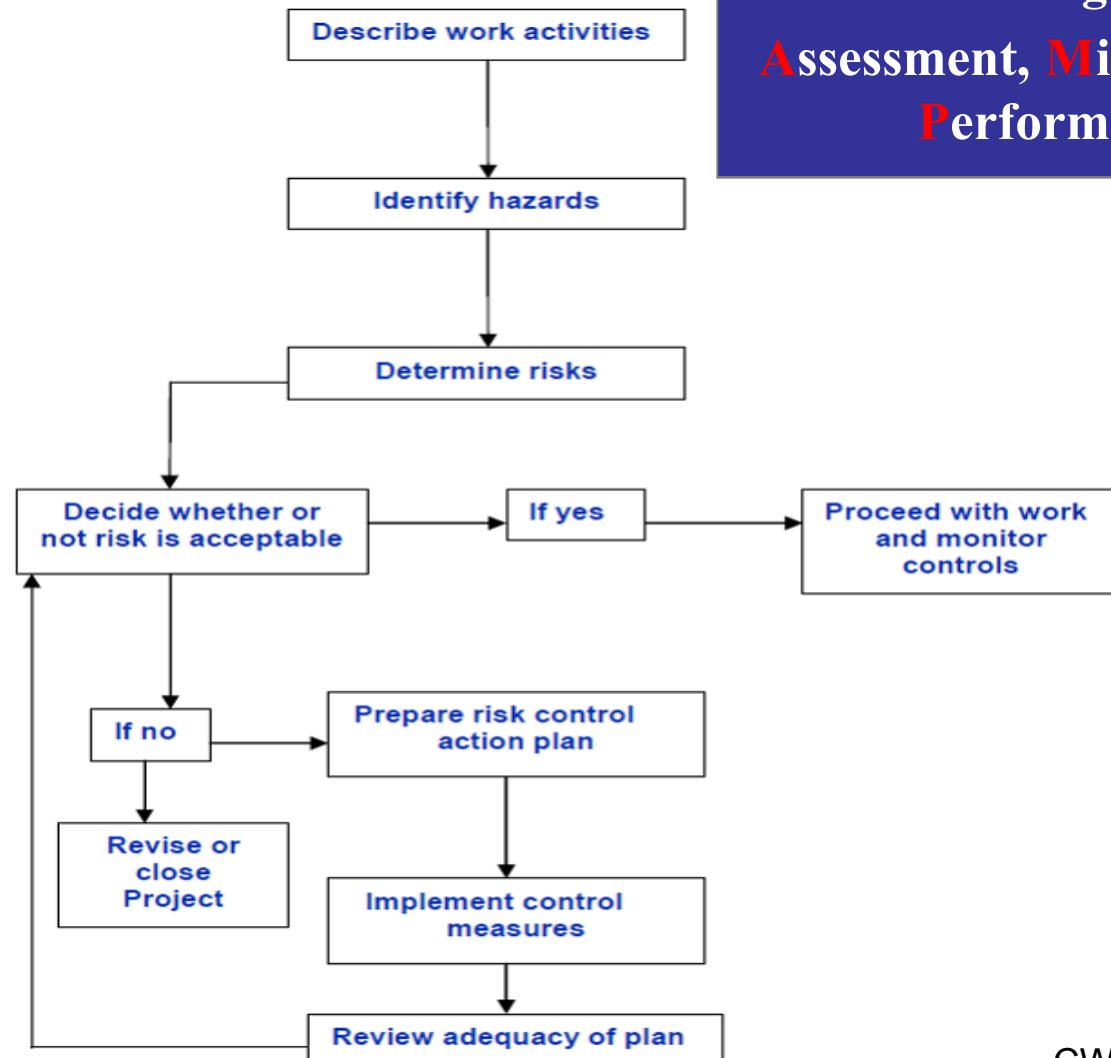 Describe work activities
Assessment, Mi
Perform
Identify hazards
Determine risks
Decide whether or
not risk is acceptable
If yes
Proceed with work
and monitor
controls
If no
Prepare risk control
action plan
Revise or
close
Project
Implement control
measures
Review adequacy of plan